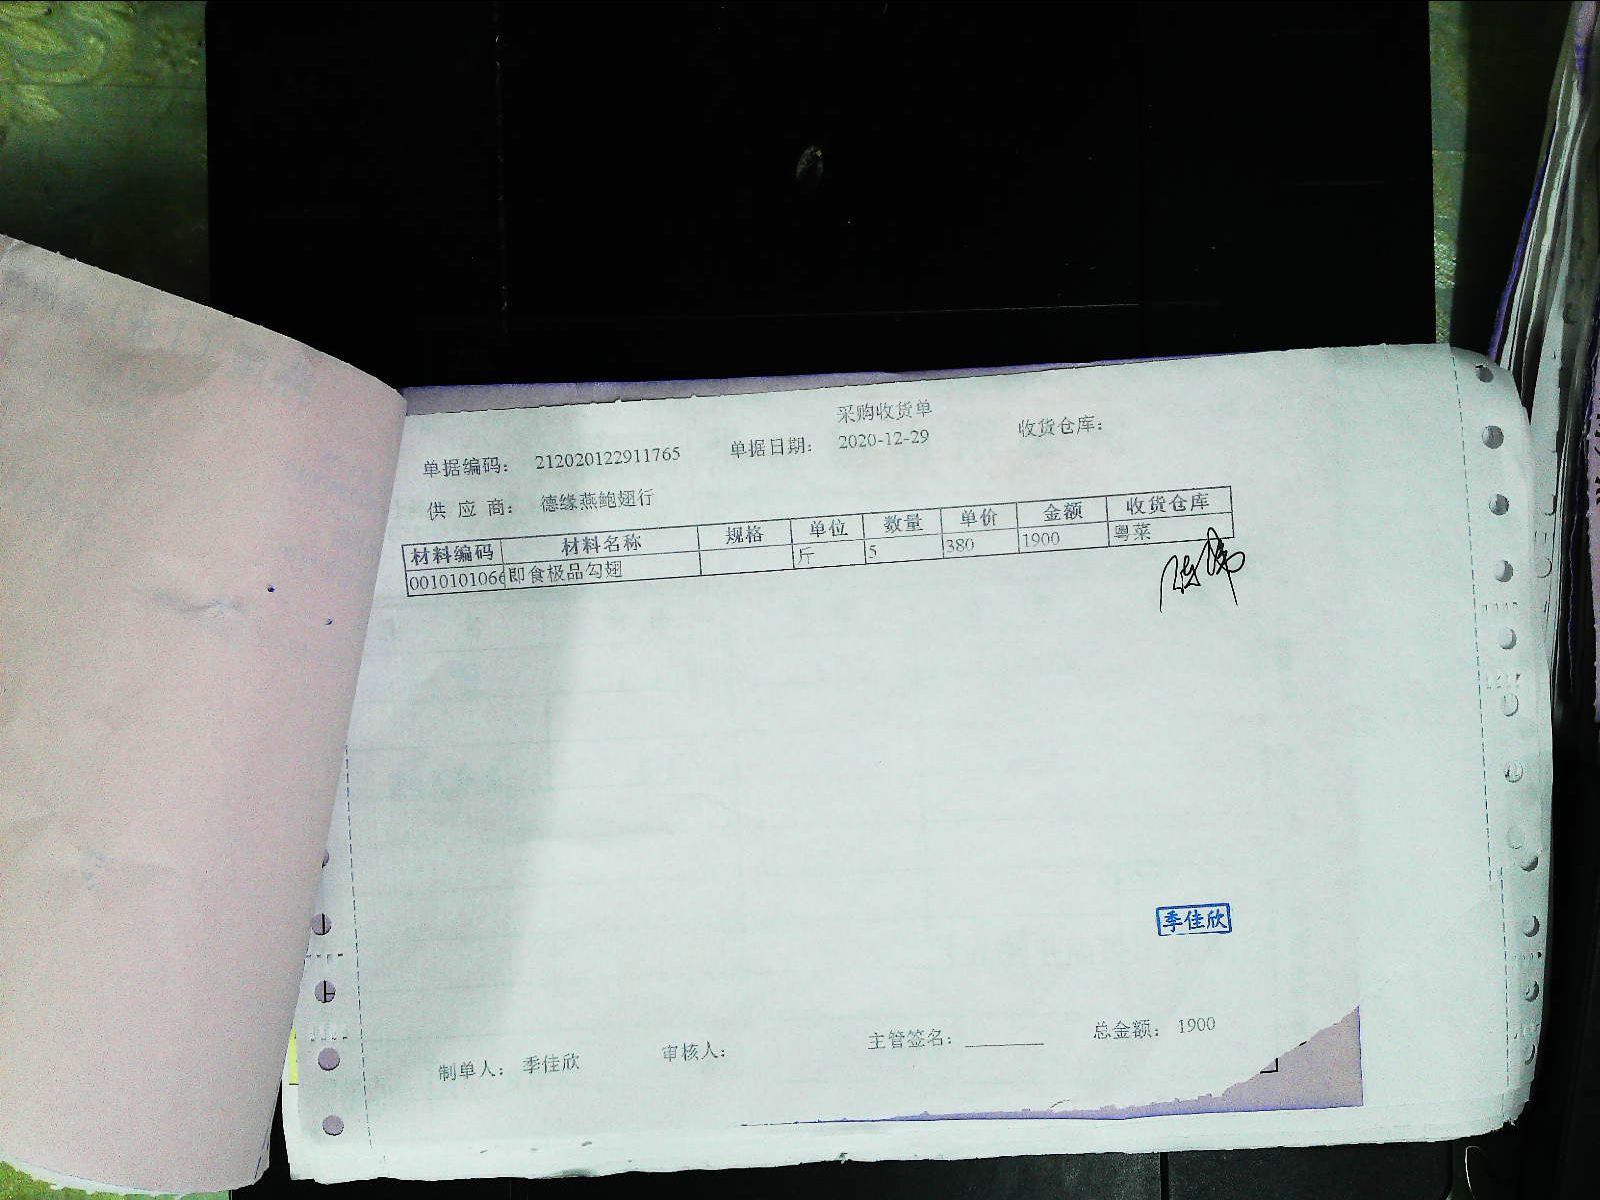 采购收货单
单据编码： 212020122911765 单据日期： 2020-12-29 收货仓库：
供 应 商： 德缘燕鲍翅行
材料编码 材料名称 规格 单位 数量 单价 金额 收货仓库
0010101066 即食极品勾翅 斤 5 380 1900 粤菜
季佳欣
制单人： 季佳欣 审核人： 主管签名：________ 总金额： 1900